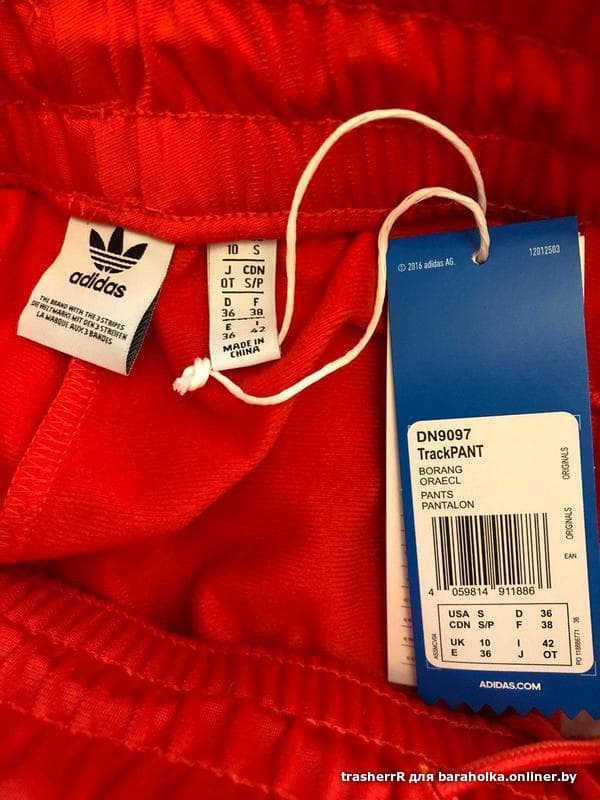 adidas
THE BRAND WITH THE 3 STRIPES
DIE WELTMARKE MIT DEN 3 STREIFEN
LA MARQUE AUX 3 BANDES
10 S
J CDN
OT S/P
D F
36 38
E I
36 42
MADE IN
CHINA
© 2016 adidas AG.
12012503
DN9097
TrackPANT
BORANG
ORAECL
PANTS
PANTALON
ORIGINALS
ORIGINALS
EAN
4 059814 911886
USA S D 36
CDN S/P F 38
UK 10 I 42
E 36 J OT
ADIDAS.COM
trasherrR для baraholka.onliner.by